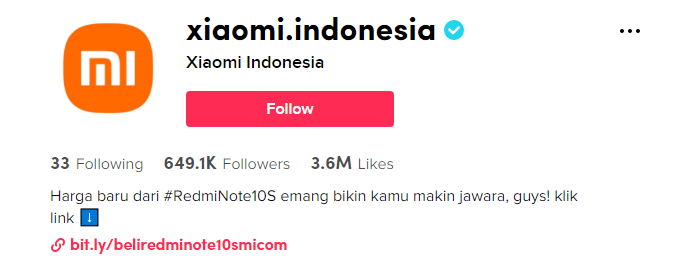 mi
xiaomi.indonesia
Xiaomi Indonesia
Follow
33 Following 649.1K Followers 3.6M Likes
Harga baru dari #RedmiNote10S emang bikin kamu makin jawara, guys! klik
link ⬇️
bit.ly/beliredminote10smicom